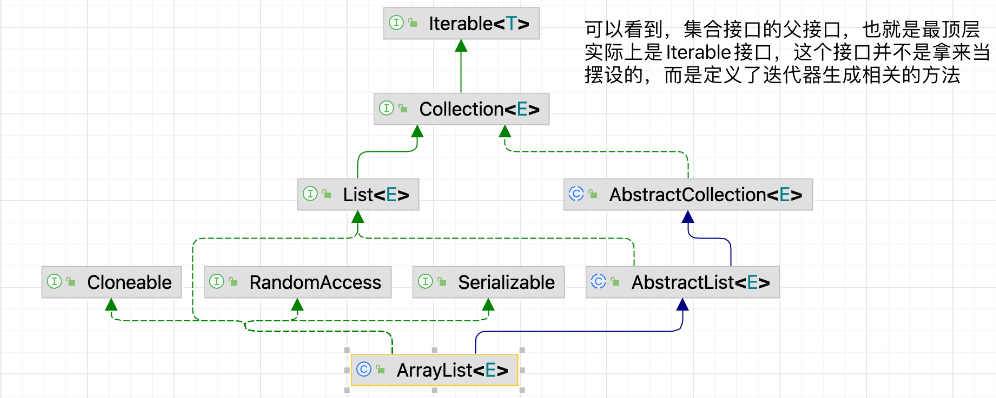 Iterable<T>
可以看到，集合接口的父接口，也就是最顶层
实际上是Iterable接口，这个接口并不是拿来当
摆设的，而是定义了迭代器生成相关的方法
Collection<E>
List<E>
AbstractCollection<E>
Cloneable
RandomAccess
Serializable
AbstractList<E>
ArrayList<E>